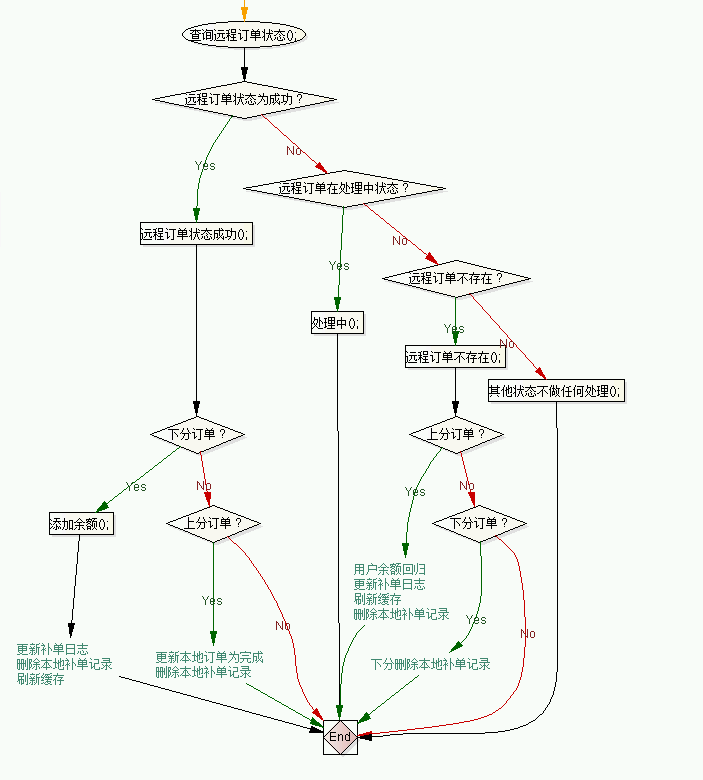 查询远程订单状态();
远程订单状态为成功？
Yes
No
远程订单在处理中状态？
远程订单状态成功();
Yes
No
远程订单不存在？
处理中();
Yes
No
远程订单不存在();
其他状态不做任何处理();
下分订单？
上分订单？
Yes
No
Yes
No
添加余额();
上分订单？
下分订单？
用户余额回归
更新补单日志
刷新缓存
删除本地补单记录
Yes
No
Yes
No
更新补单日志
删除本地补单记录
刷新缓存
更新本地订单为完成
删除本地补单记录
下分删除本地补单记录
End